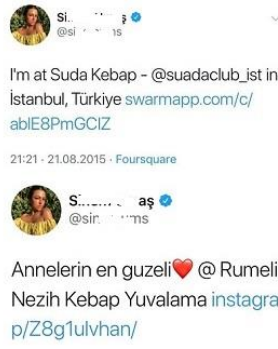 I'm at Suda Kebap - @suadaclub_ist in
İstanbul, Türkiye swarmapp.com/c/
ablE8PmGCIZ
21:21 - 21.08.2015 - Foursquare
Annelerin en guzeli❤️ @ Rumeli
Nezih Kebap Yuvalama instagra
p/Z8g1ulvhan/